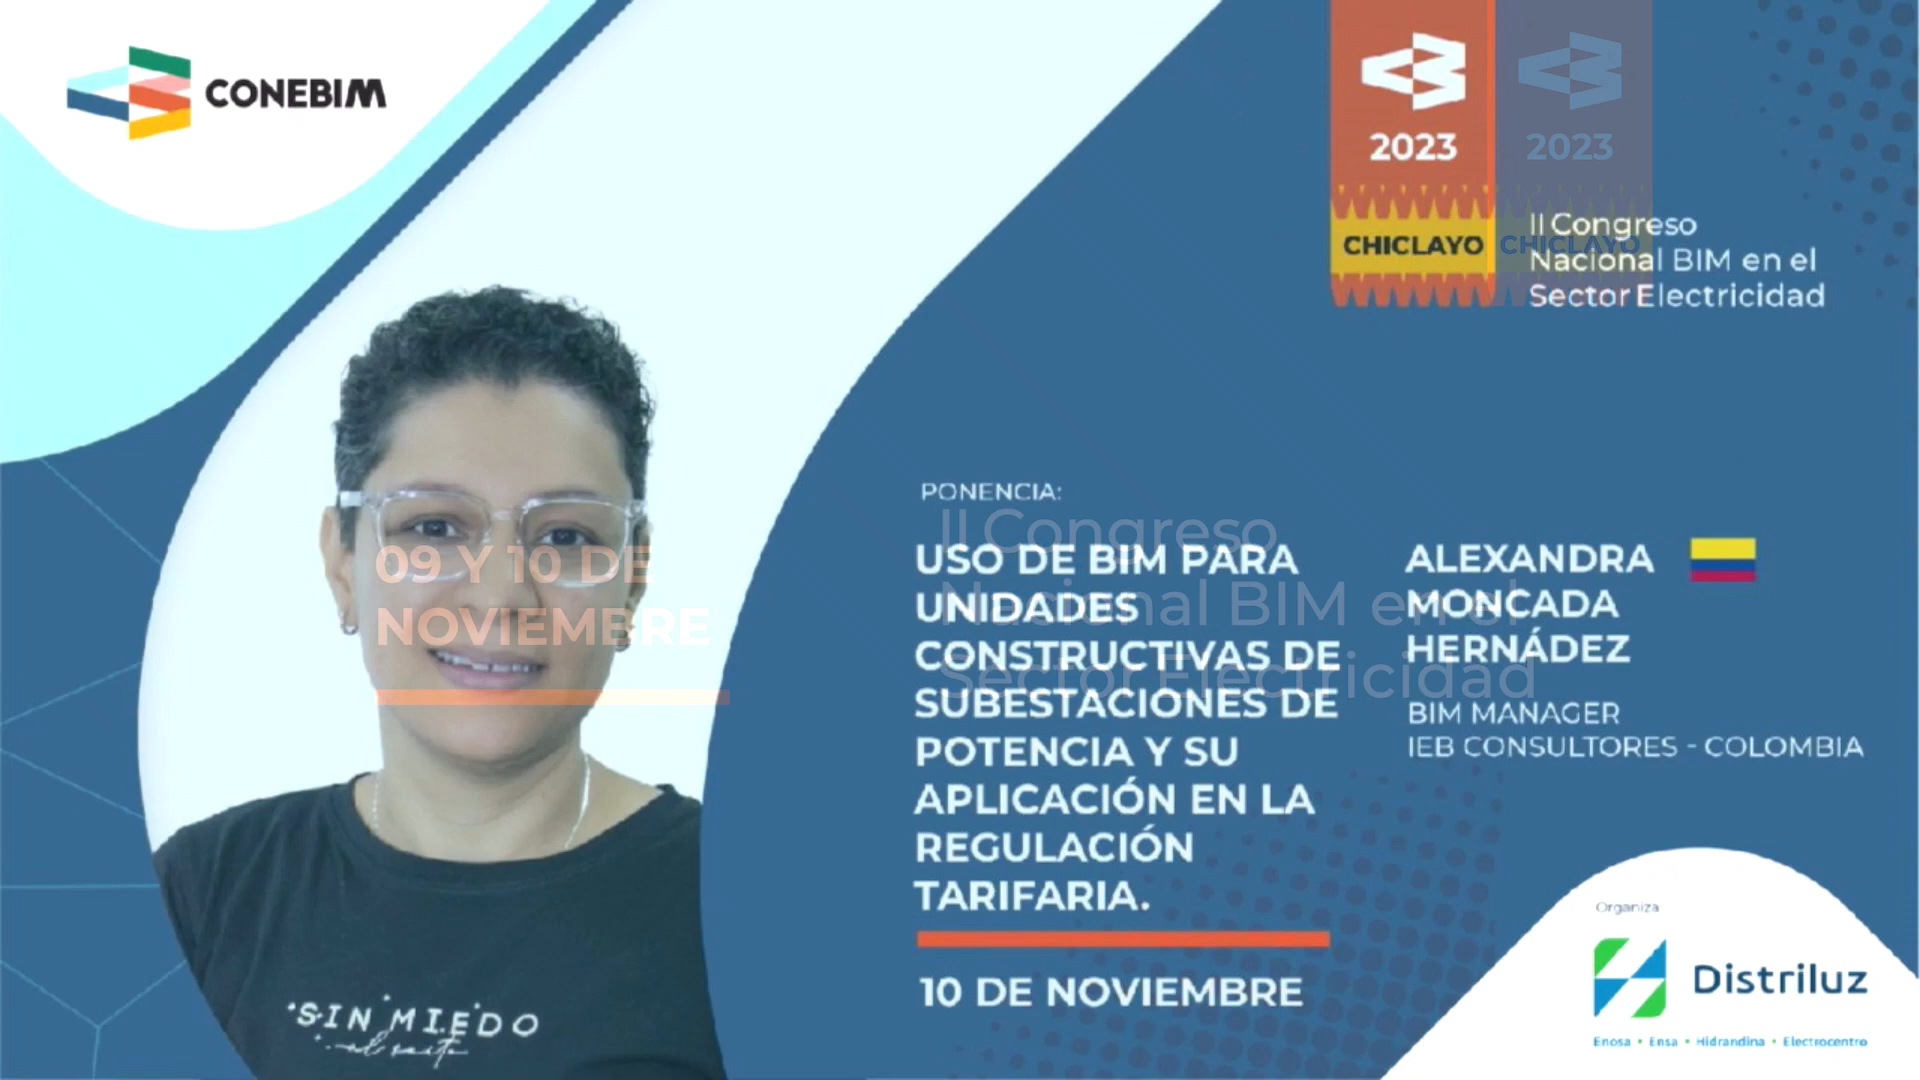 CONEBIM
2023
2023
CHICLAYO
CHICLAYO
II Congreso
Nacional BIM en el
Sector Electricidad
PONENCIA:
USO DE BIM PARA
UNIDADES
CONSTRUCTIVAS DE
SUBESTACIONES DE
POTENCIA Y SU
APLICACIÓN EN LA
REGULACIÓN
TARIFARIA.
10 DE NOVIEMBRE
ALEXANDRA
MONCADA
HERNÁDEZ
BIM MANAGER
IEB CONSULTORES - COLOMBIA
II Congreso
Nacional BIM en el
Sector Electricidad
09 Y 10 DE
NOVIEMBRE
SIN MIEDO
al éxito
Organiza
Distriluz
Enosa • Ensa • Hidrandina • Electrocentro